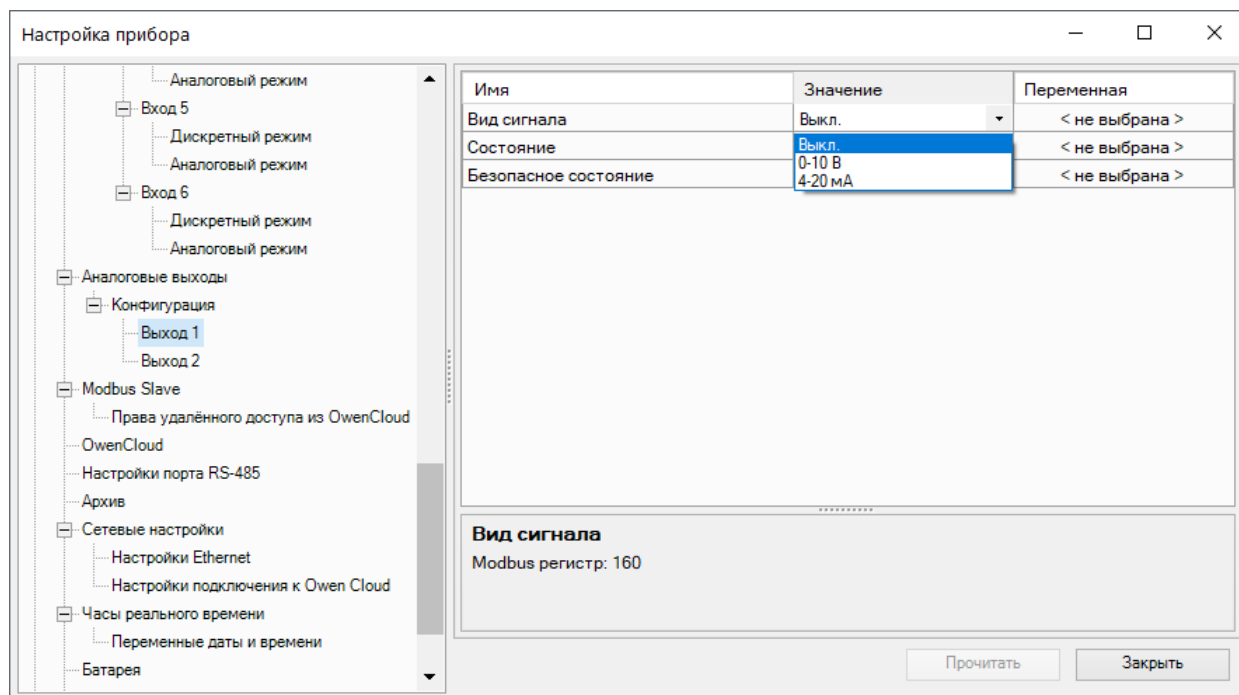 Настройка прибора
Аналоговый режим
Вход 5
Дискретный режим
Аналоговый режим
Вход 6
Дискретный режим
Аналоговый режим
Аналоговые выходы
Конфигурация
Выход 1
Выход 2
Modbus Slave
Права удалённого доступа из OwenCloud
OwenCloud
Настройки порта RS-485
Архив
Сетевые настройки
Настройки Ethernet
Настройки подключения к Owen Cloud
Часы реального времени
Переменные даты и времени
Батарея
Имя Значение Переменная
Вид сигнала Выкл. < не выбрана >
Состояние < не выбрана >
Безопасное состояние < не выбрана >
Выкл.
0-10 В
4-20 мА
Вид сигнала
Modbus регистр: 160
Прочитать Закрыть